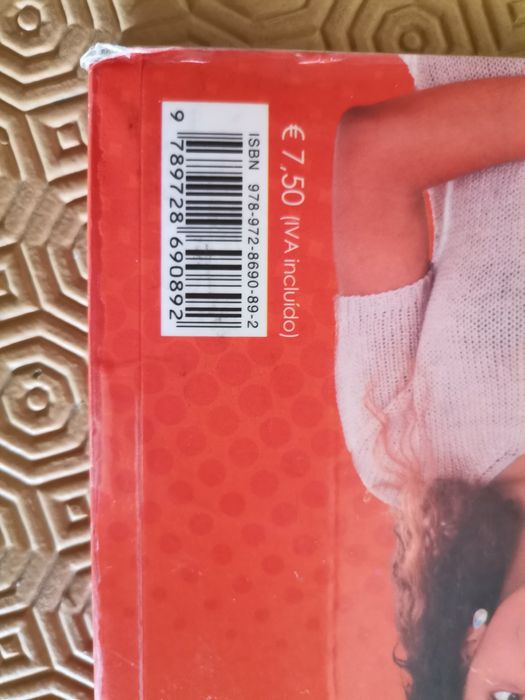 € 7,50 (IVA incluído)
ISBN 978-972-8690-89-2
9 789728 690892